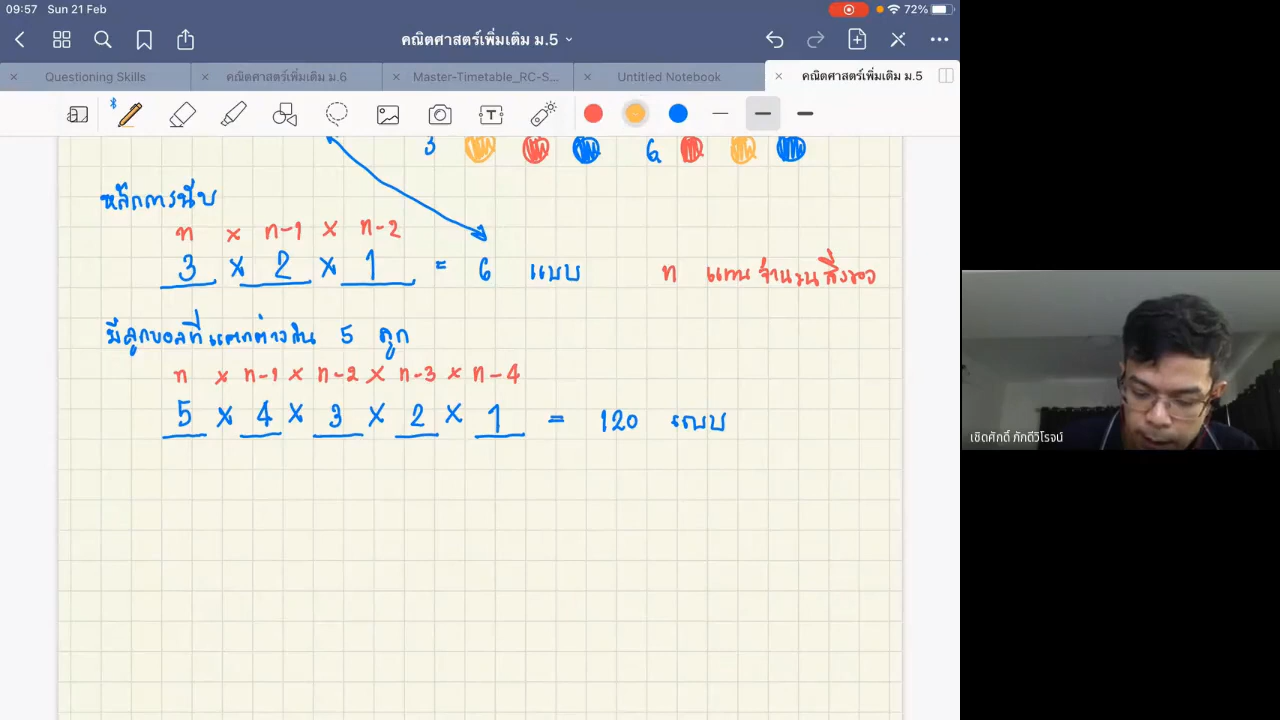 09:57 Sun 21 Feb 72%
คณิตศาสตร์เพิ่มเติม ม.5
Questioning Skills
คณิตศาสตร์เพิ่มเติม ม.6
Master-Timetable_RC-S...
Untitled Notebook
คณิตศาสตร์เพิ่มเติม ม.5
3 6
หลักการนับ
n × n-1 × n-2
3 × 2 × 1 = 6 แบบ n แทน จำนวนสิ่งของ
มีลูกบอลที่แตกต่างกัน 5 ลูก
n × n-1 × n-2 × n-3 × n-4
5 × 4 × 3 × 2 × 1 = 120 แบบ
เชิดศักดิ์ ภักดีวิโรจน์